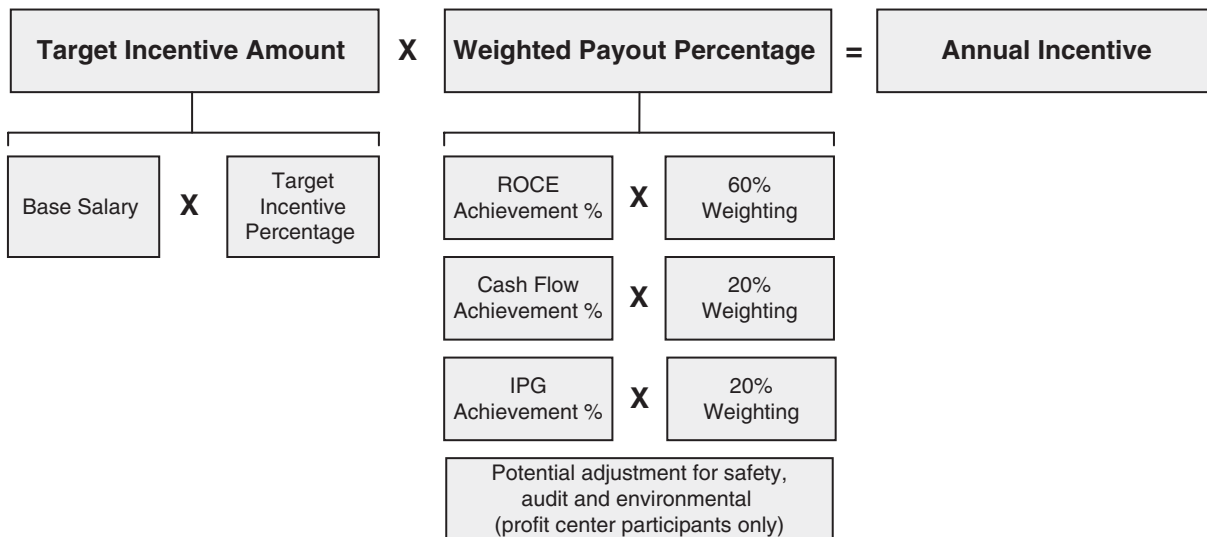 Target Incentive Amount X Weighted Payout Percentage = Annual Incentive
Base Salary X Target
Incentive
Percentage
ROCE
Achievement % X 60%
Weighting
Cash Flow
Achievement % X 20%
Weighting
IPG
Achievement % X 20%
Weighting
Potential adjustment for safety,
audit and environmental
(profit center participants only)